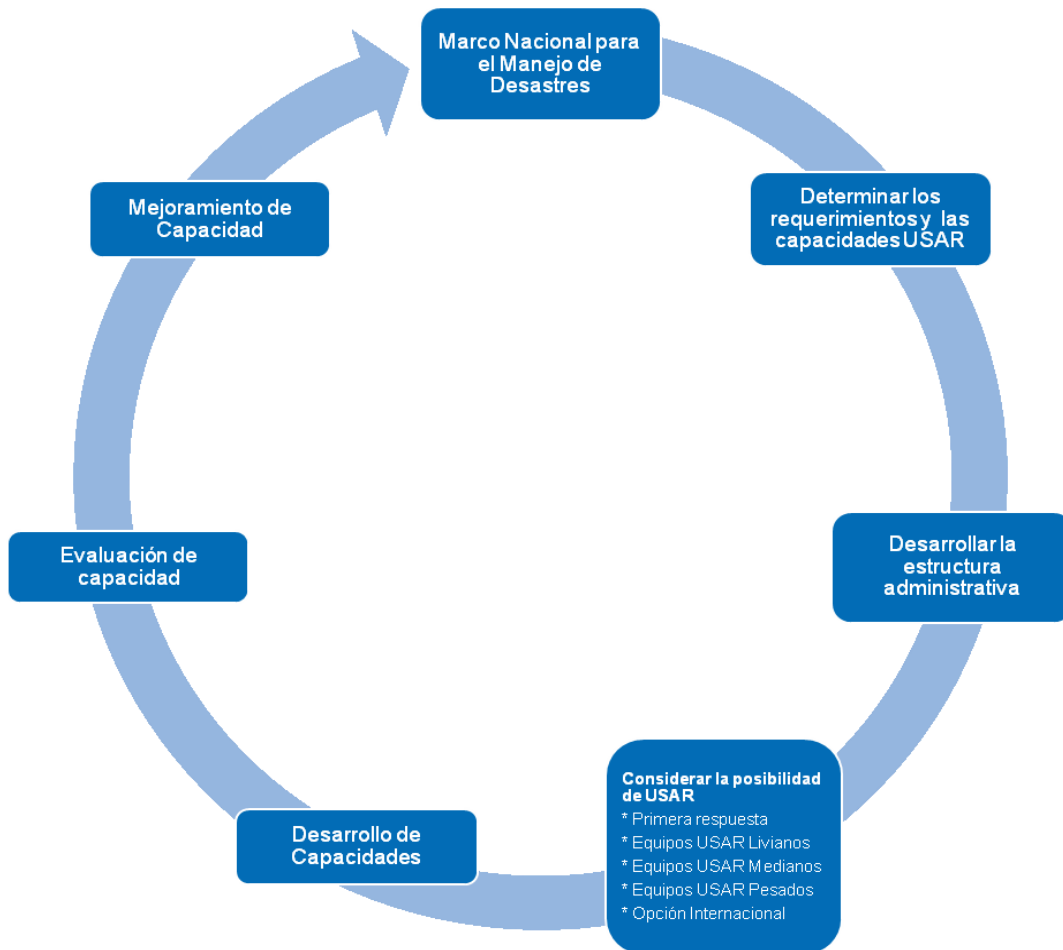 Marco Nacional para
el Manejo de
Desastres
Determinar los
requerimientos y las
capacidades USAR
Desarrollar la
estructura
administrativa
Considerar la posibilidad
de USAR
* Primera respuesta
* Equipos USAR Livianos
* Equipos USAR Medianos
* Equipos USAR Pesados
* Opción Internacional
Desarrollo de
Capacidades
Evaluación de
capacidad
Mejoramiento de
Capacidad